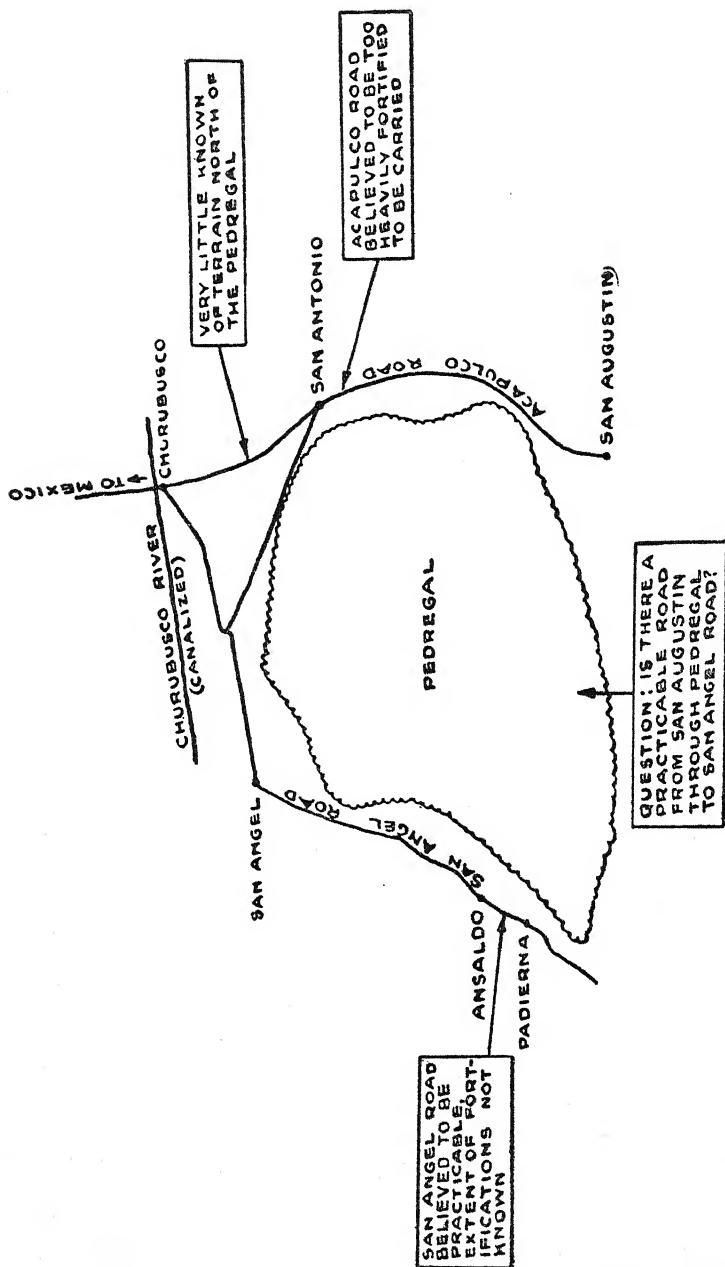 TO MEXICO
CHURUBUSCO
CHURUBUSCO RIVER
(CANALIZED)
VERY LITTLE KNOWN
OF TERRAIN NORTH OF
THE PEDREGAL
SAN ANGEL
SAN ANTONIO
ACAPULCO ROAD
BELIEVED TO BE TOO
HEAVILY FORTIFIED
TO BE CARRIED
SAN ANGEL ROAD
PEDREGAL
ACAPULCO ROAD
ANSALDO
PADIERNA
SAN AUGUSTIN
SAN ANGEL ROAD
BELIEVED TO BE
PRACTICABLE,
EXTENT OF FORT-
IFICATIONS NOT
KNOWN
QUESTION: IS THERE A
PRACTICABLE ROAD
FROM SAN AUGUSTIN
THROUGH PEDREGAL
TO SAN ANGEL ROAD?